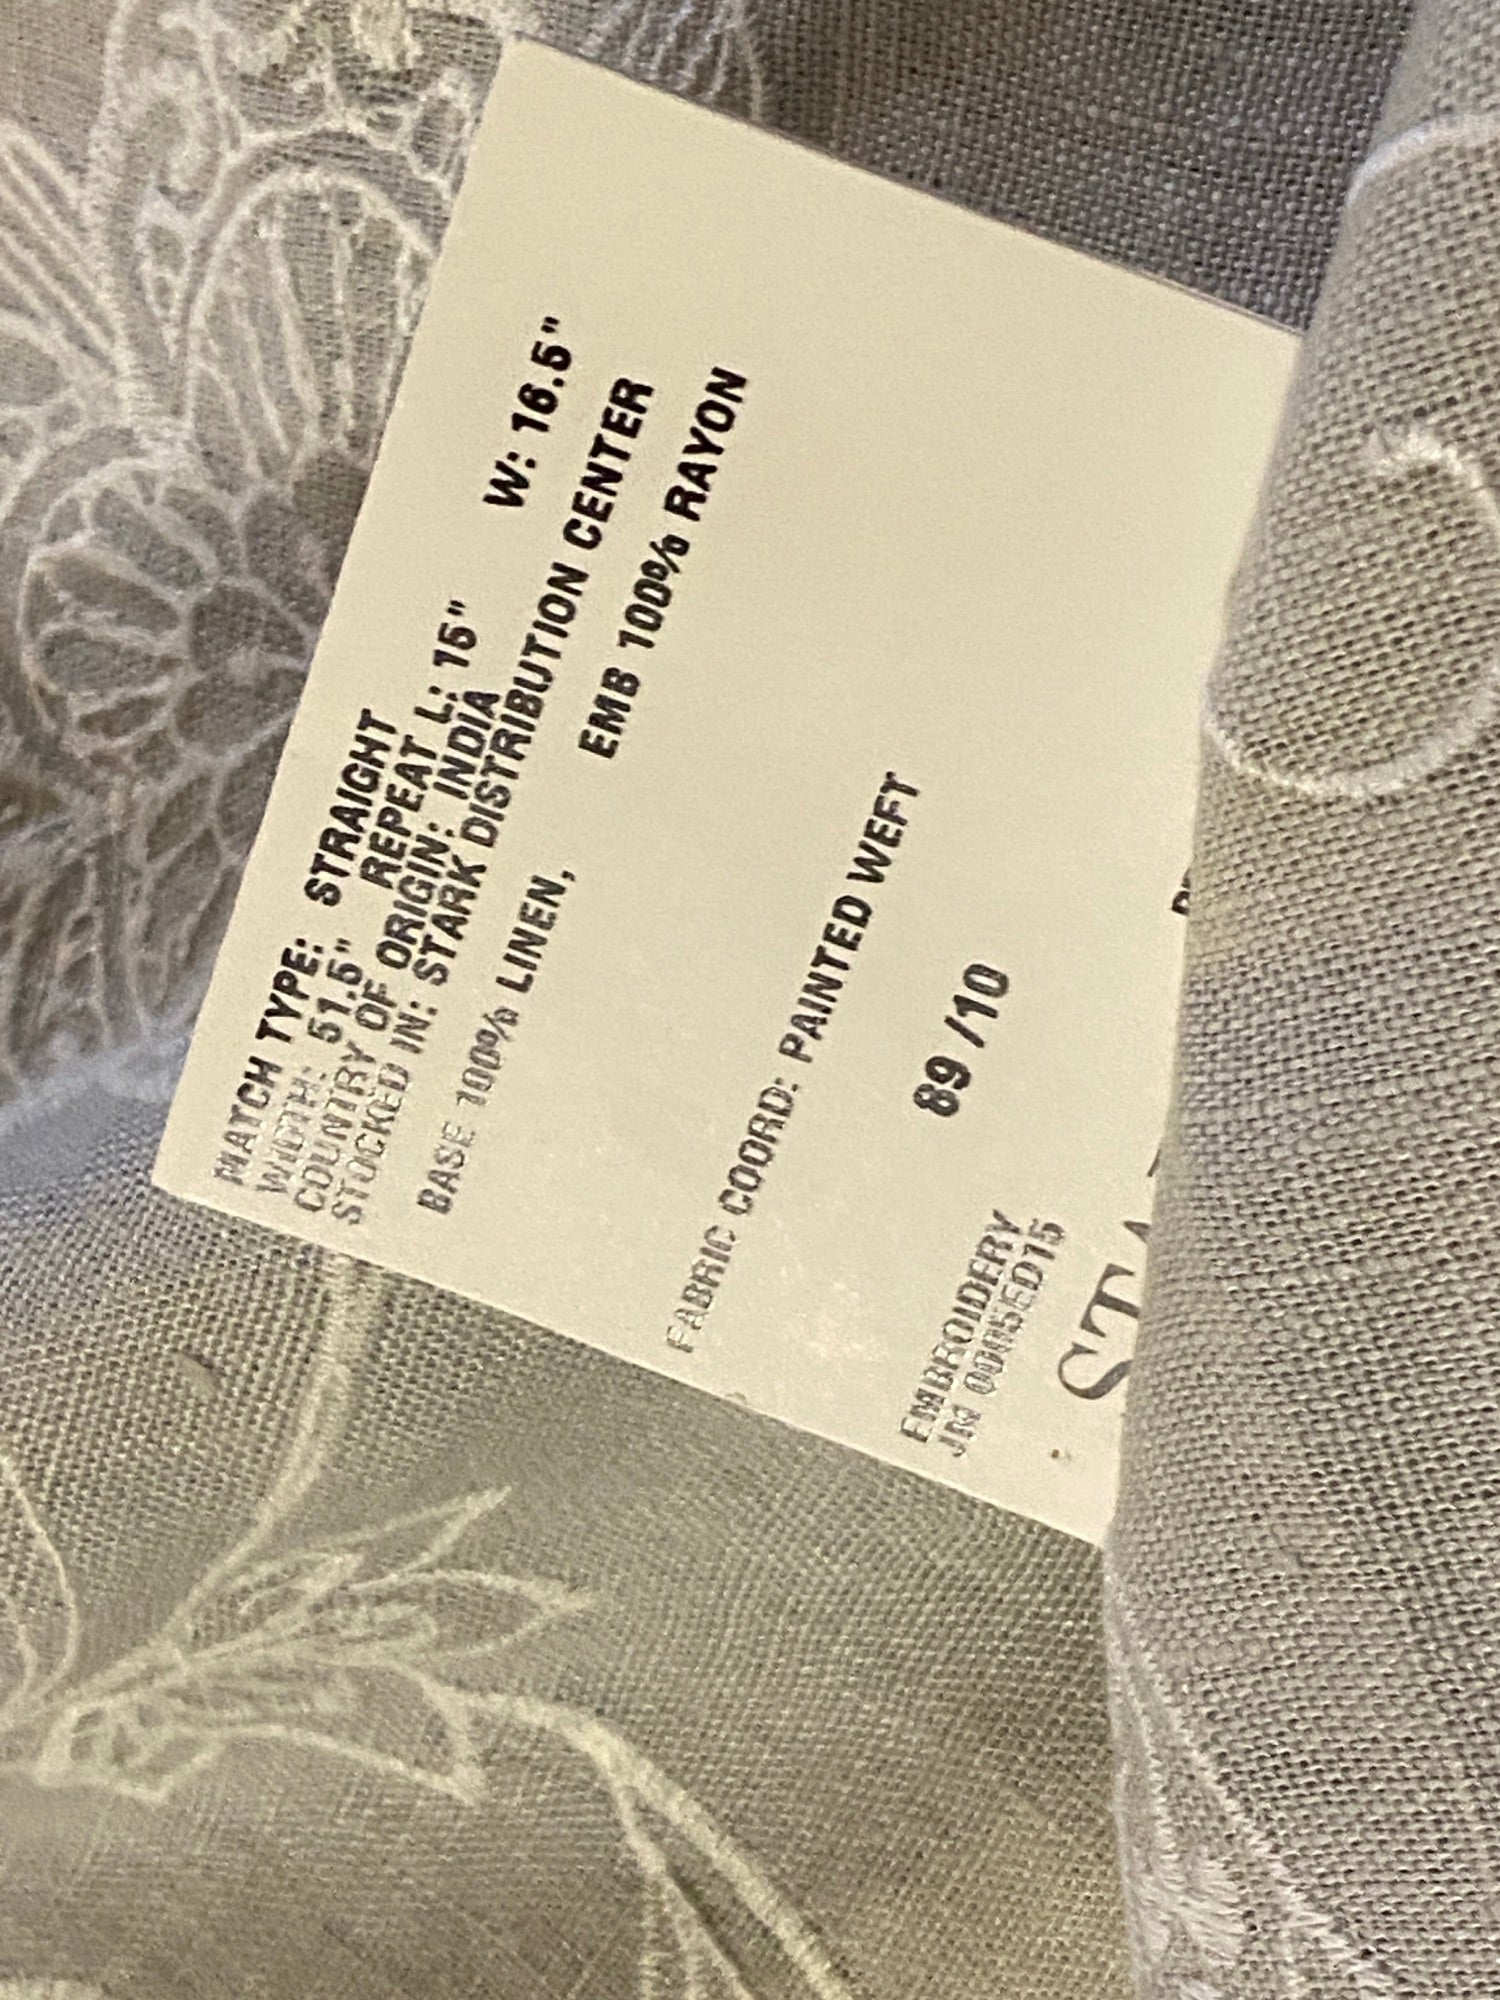 MATCH TYPE: STRAIGHT
WIDTH: 51.5" REPEAT L: 15" W: 16.5"
COUNTRY OF ORIGIN: INDIA
STOCKED IN: STARK DISTRIBUTION CENTER
BASE 100% LINEN, EMB 100% RAYON
FABRIC COORD: PAINTED WEFT
89 /10
EMBROIDERY
JM